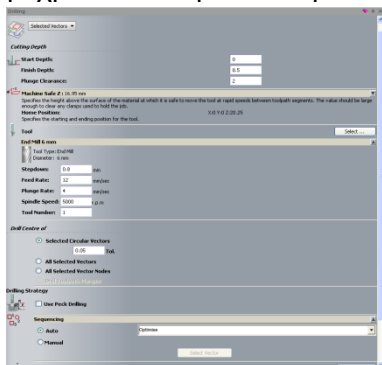 Drilling
Selected Vectors
Cutting Depth
Start Depth: 0
Finish Depth: 8.5
Plunge Clearance: 2
Machine Safe Z: 16.35 mm
Specifies the height above the surface of the material at which it is safe to move the tool at rapid speeds between toolpath segments. The value should be large
enough to clear any clamps used to hold the job.
Home Position: X:0 Y:0 Z:20.25
Specifies the starting and ending position for the tool.
Tool Select ...
End Mill 6 mm
Tool Type: End Mill
Diameter: 6 mm
Stepdown: 0.8 mm
Feed Rate: 12 mm/sec
Plunge Rate: 4 mm/sec
Spindle Speed: 5000 r.p.m
Tool Number: 1
Drill Centre of
Selected Circular Vectors
0.05 Tol.
All Selected Vectors
All Selected Vector Nodes
Drilling Strategy
Use Peck Drilling
Sequencing
Auto Optimise
Manual
Select Vector